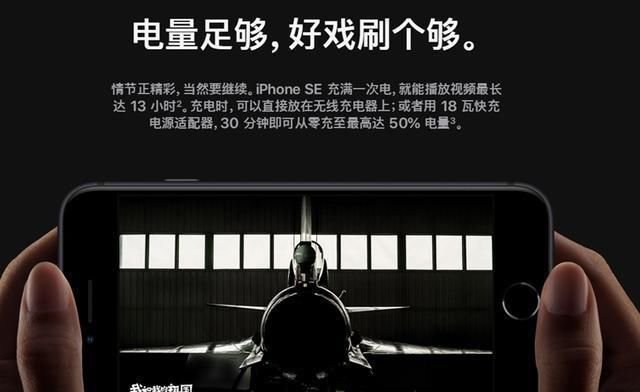 电量足够，好戏刷个够。
情节正精彩，当然要继续。iPhone SE 充满一次电，就能播放视频最长
达 13 小时²。充电时，可以直接放在无线充电器上；或者用 18 瓦快充
电源适配器，30 分钟即可从零充至最高达 50% 电量³。
我和我的祖国